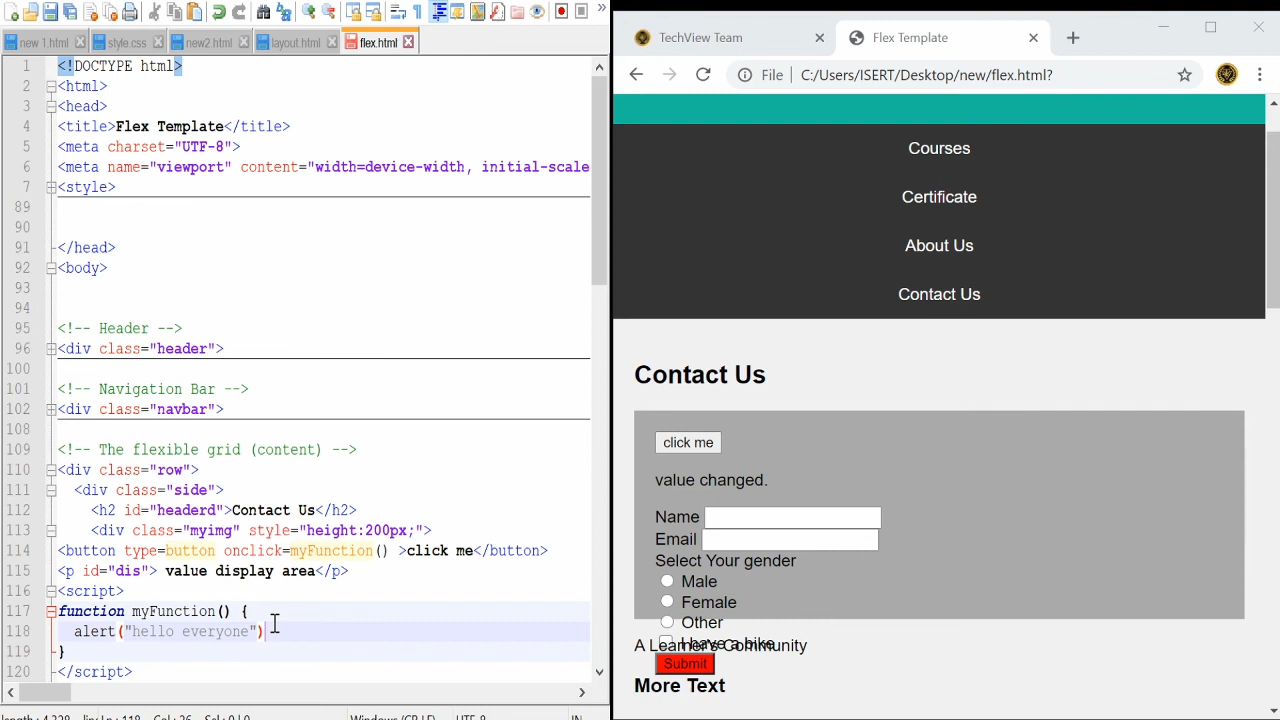 new 1.html
style.css
new2.html
layout.html
flex.html
1 <!DOCTYPE html>
2 <html>
3 <head>
4 <title>Flex Template</title>
5 <meta charset="UTF-8">
6 <meta name="viewport" content="width=device-width, initial-scale
7 <style>
89
90
91 </head>
92 <body>
93
94
95 <!-- Header -->
96 <div class="header">
100
101 <!-- Navigation Bar -->
102 <div class="navbar">
108
109 <!-- The flexible grid (content) -->
110 <div class="row">
111 <div class="side">
112 <h2 id="headerd">Contact Us</h2>
113 <div class="myimg" style="height:200px;">
114 <button type=button onclick=myFunction() >click me</button>
115 <p id="dis"> value display area</p>
116 <script>
117 function myFunction() {
118 alert("hello everyone")
119 }
120 </script>
TechView Team
Flex Template
File | C:/Users/ISERT/Desktop/new/flex.html?
Courses
Certificate
About Us
Contact Us
Contact Us
click me
value changed.
Name
Email
Select Your gender
Male
Female
Other
I have a bike
A Learner's Community
Submit
More Text